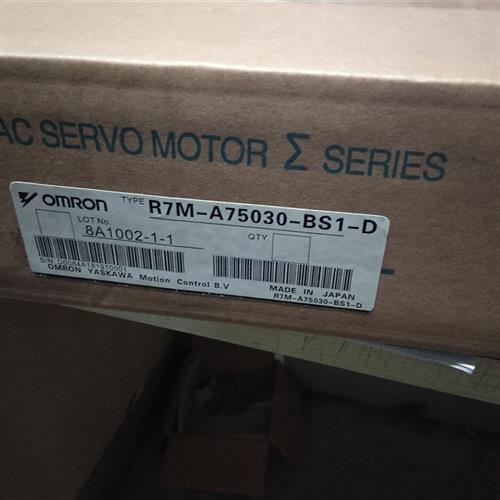 AC SERVO MOTOR Σ SERIES
OMRON TYPE R7M-A75030-BS1-D
LOT No. 8A1002-1-1 QTY.
S/N D0084A181910001
OMRON YASKAWA Motion Control B.V
MADE IN JAPAN
R7M-A75030-BS1-D